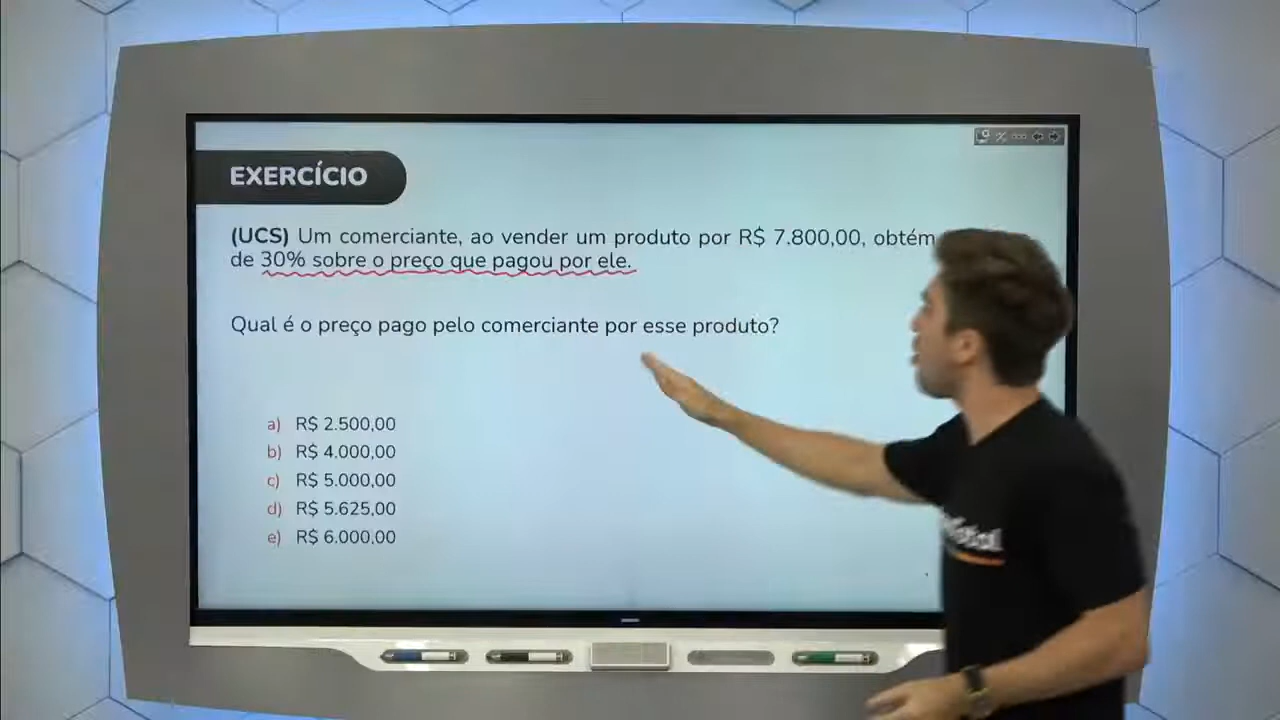 EXERCÍCIO
(UCS) Um comerciante, ao vender um produto por R$ 7.800,00, obtém
de 30% sobre o preço que pagou por ele.
Qual é o preço pago pelo comerciante por esse produto?
a) R$ 2.500,00
b) R$ 4.000,00
c) R$ 5.000,00
d) R$ 5.625,00
e) R$ 6.000,00